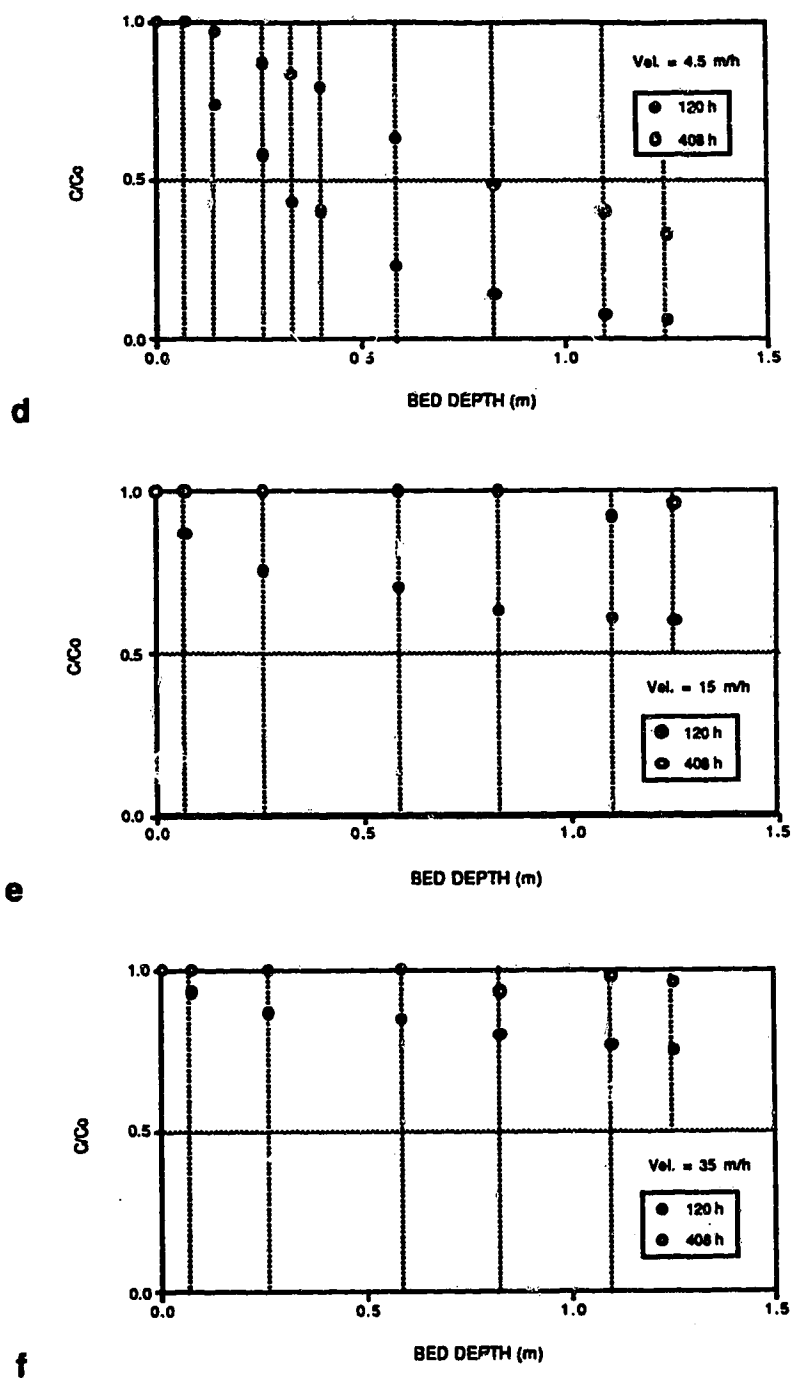 1.0
Vel. = 4.5 m/h
120 h
408 h
C/Co
0.5
0.0
0.0 0.5 1.0 1.5
BED DEPTH (m)
d
1.0
C/Co
0.5
Vel. = 15 m/h
120 h
408 h
0.0
0.0 0.5 1.0 1.5
BED DEPTH (m)
e
1.0
C/Co
0.5
Vel. = 35 m/h
120 h
408 h
0.0
0.0 0.5 1.0 1.5
BED DEPTH (m)
f